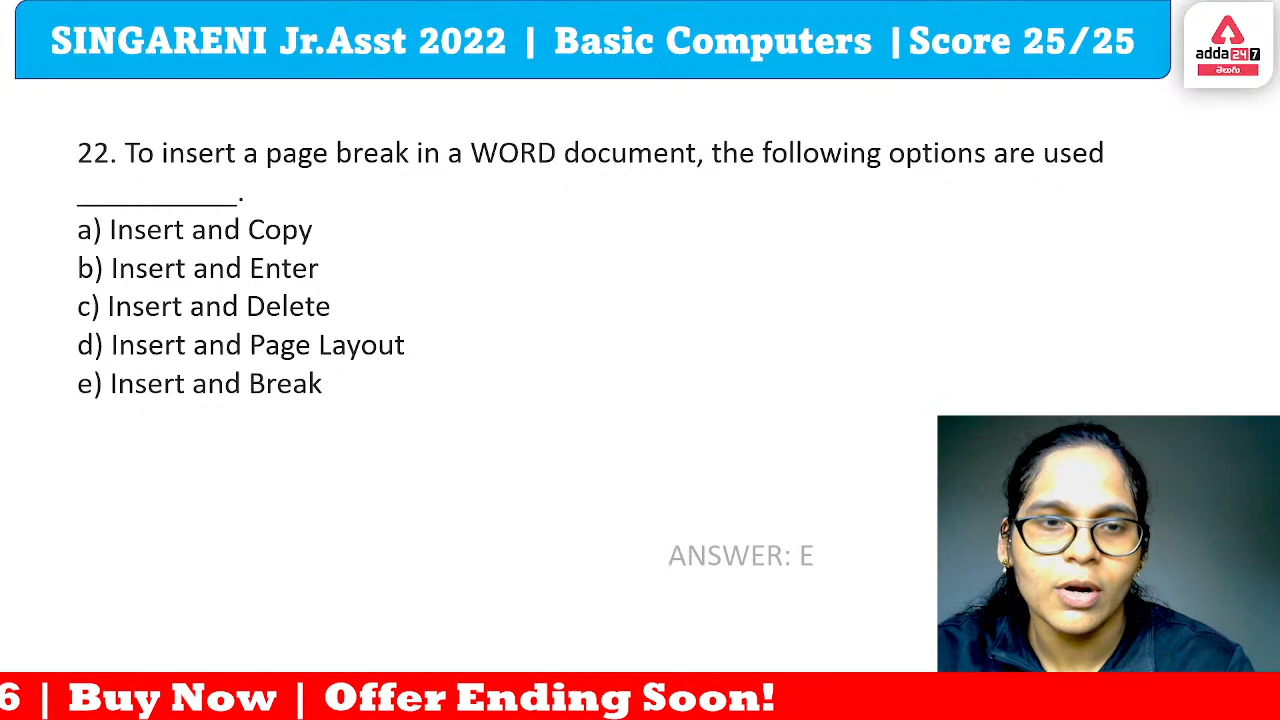 SINGARENI Jr.Asst 2022 | Basic Computers |Score 25/25
adda247
తెలుగు
22. To insert a page break in a WORD document, the following options are used
__________.
a) Insert and Copy
b) Insert and Enter
c) Insert and Delete
d) Insert and Page Layout
e) Insert and Break
ANSWER: E
6 | Buy Now | Offer Ending Soon!